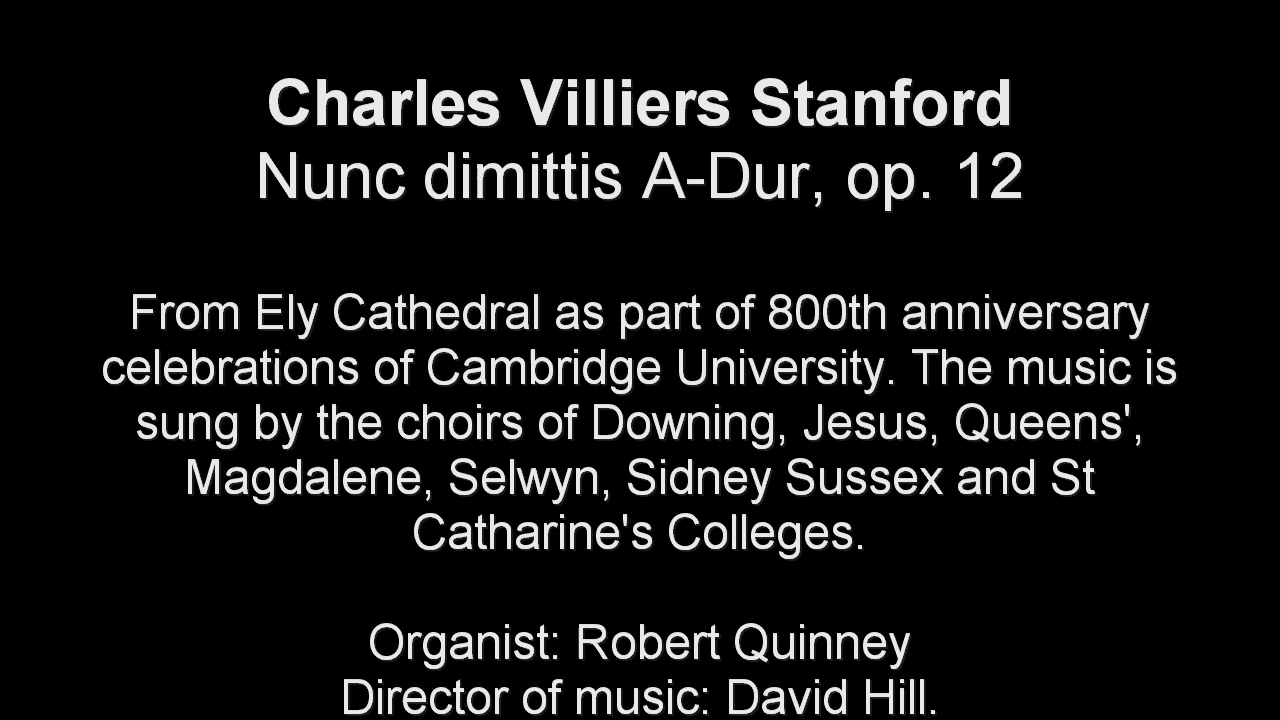 Charles Villiers Stanford
Nunc dimittis A-Dur, op. 12
From Ely Cathedral as part of 800th anniversary
celebrations of Cambridge University. The music is
sung by the choirs of Downing, Jesus, Queens',
Magdalene, Selwyn, Sidney Sussex and St
Catharine's Colleges.
Organist: Robert Quinney
Director of music: David Hill.